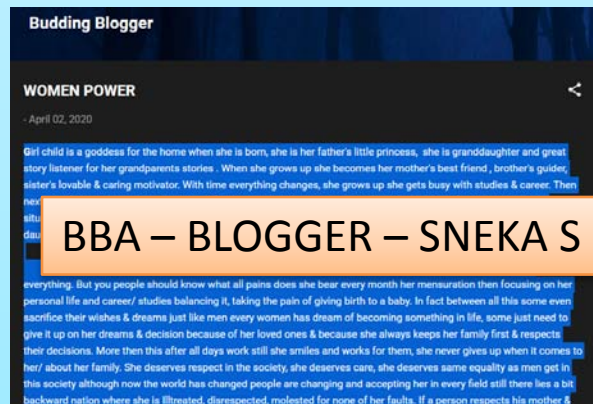 Budding Blogger
WOMEN POWER
- April 02, 2020
Girl child is a goddess for the home when she is born, she is her father's little princess, she is granddaughter and great
story listener for her grandparents stories . When she grows up she becomes her mother's best friend , brother's guider,
sister's lovable & caring motivator. With time everything changes, she grows up she gets busy with studies & career. Then
BBA – BLOGGER – SNEKA S
everything. But you people should know what all pains does she bear every month her mensuration then focusing on her
personal life and career/ studies balancing it, taking the pain of giving birth to a baby. In fact between all this some even
sacrifice their wishes & dreams just like men every women has dream of becoming something in life, some just need to
give it up on her dreams & decision because of her loved ones & because she always keeps her family first & respects
their decisions. More then this after all days work still she smiles and works for them, she never gives up when it comes to
her/ about her family. She deserves respect in the society, she deserves care, she deserves same equality as men get in
this society although now the world has changed people are changing and accepting her in every field still there lies a bit
backward nation where she is Illtreated, disrespected, molested for none of her faults. If a person respects his mother &